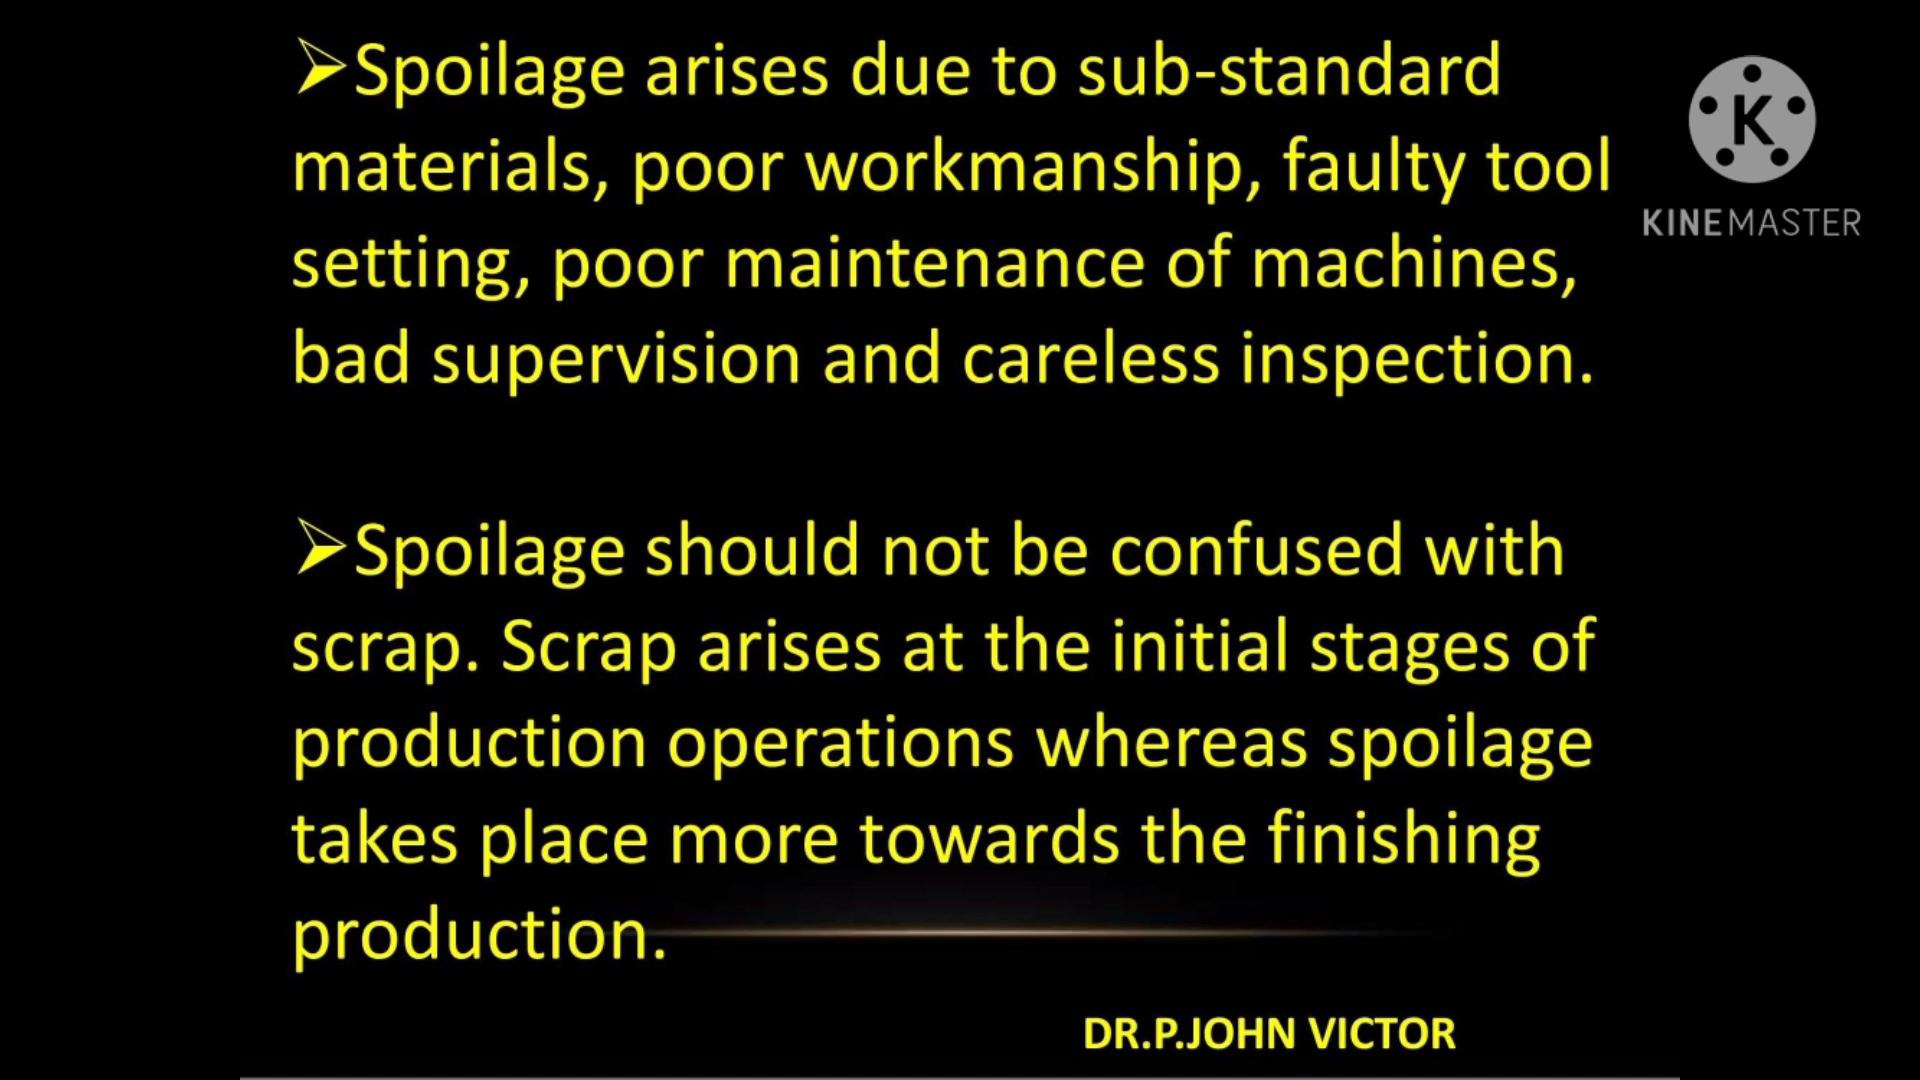 ➢Spoilage arises due to sub-standard
materials, poor workmanship, faulty tool
setting, poor maintenance of machines,
bad supervision and careless inspection.
➢Spoilage should not be confused with
scrap. Scrap arises at the initial stages of
production operations whereas spoilage
takes place more towards the finishing
production.
DR.P.JOHN VICTOR
K
KINEMASTER